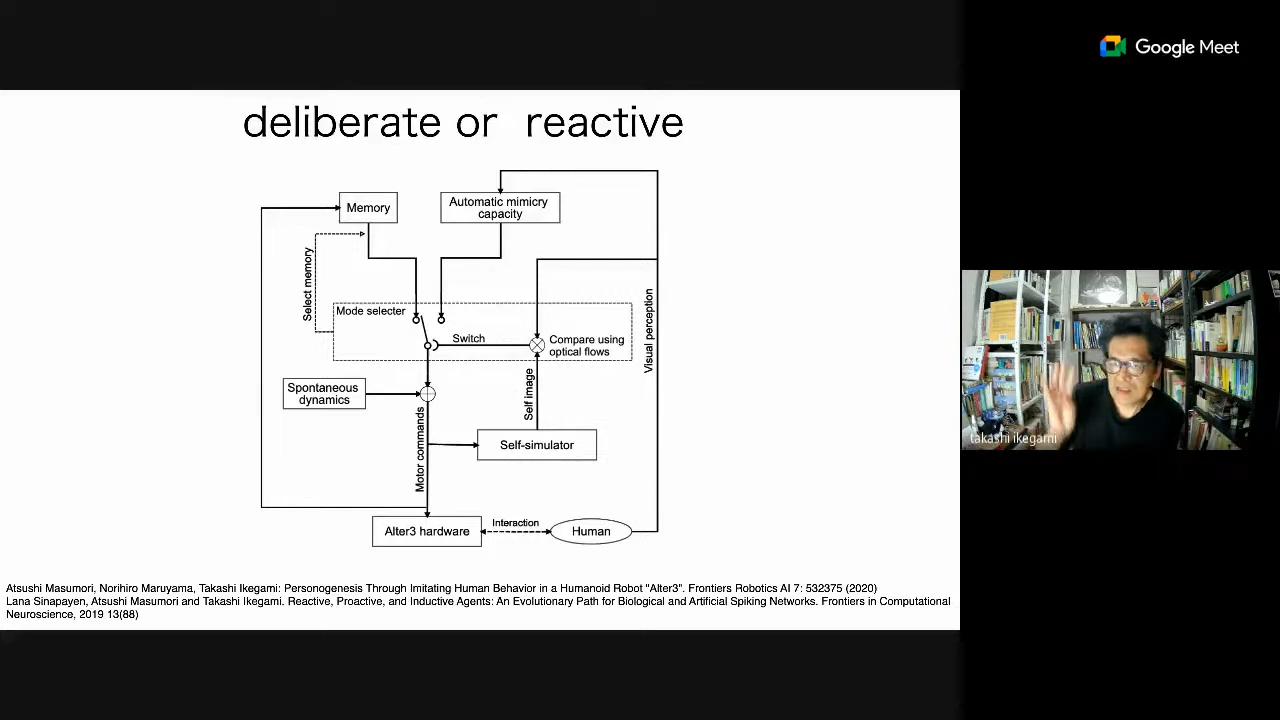 Google Meet
deliberate or reactive
Memory
Automatic mimicry
capacity
Select memory
Mode selecter
Switch
Compare using
optical flows
Visual perception
Spontaneous
dynamics
Self image
Motor commands
Self-simulator
Alter3 hardware
Interaction
Human
takashi ikegami
Atsushi Masumori, Norihiro Maruyama, Takashi Ikegami: Personogenesis Through Imitating Human Behavior in a Humanoid Robot "Alter3". Frontiers Robotics AI 7: 532375 (2020)
Lana Sinapayen, Atsushi Masumori and Takashi Ikegami. Reactive, Proactive, and Inductive Agents: An Evolutionary Path for Biological and Artificial Spiking Networks. Frontiers in Computational
Neuroscience, 2019 13(88)